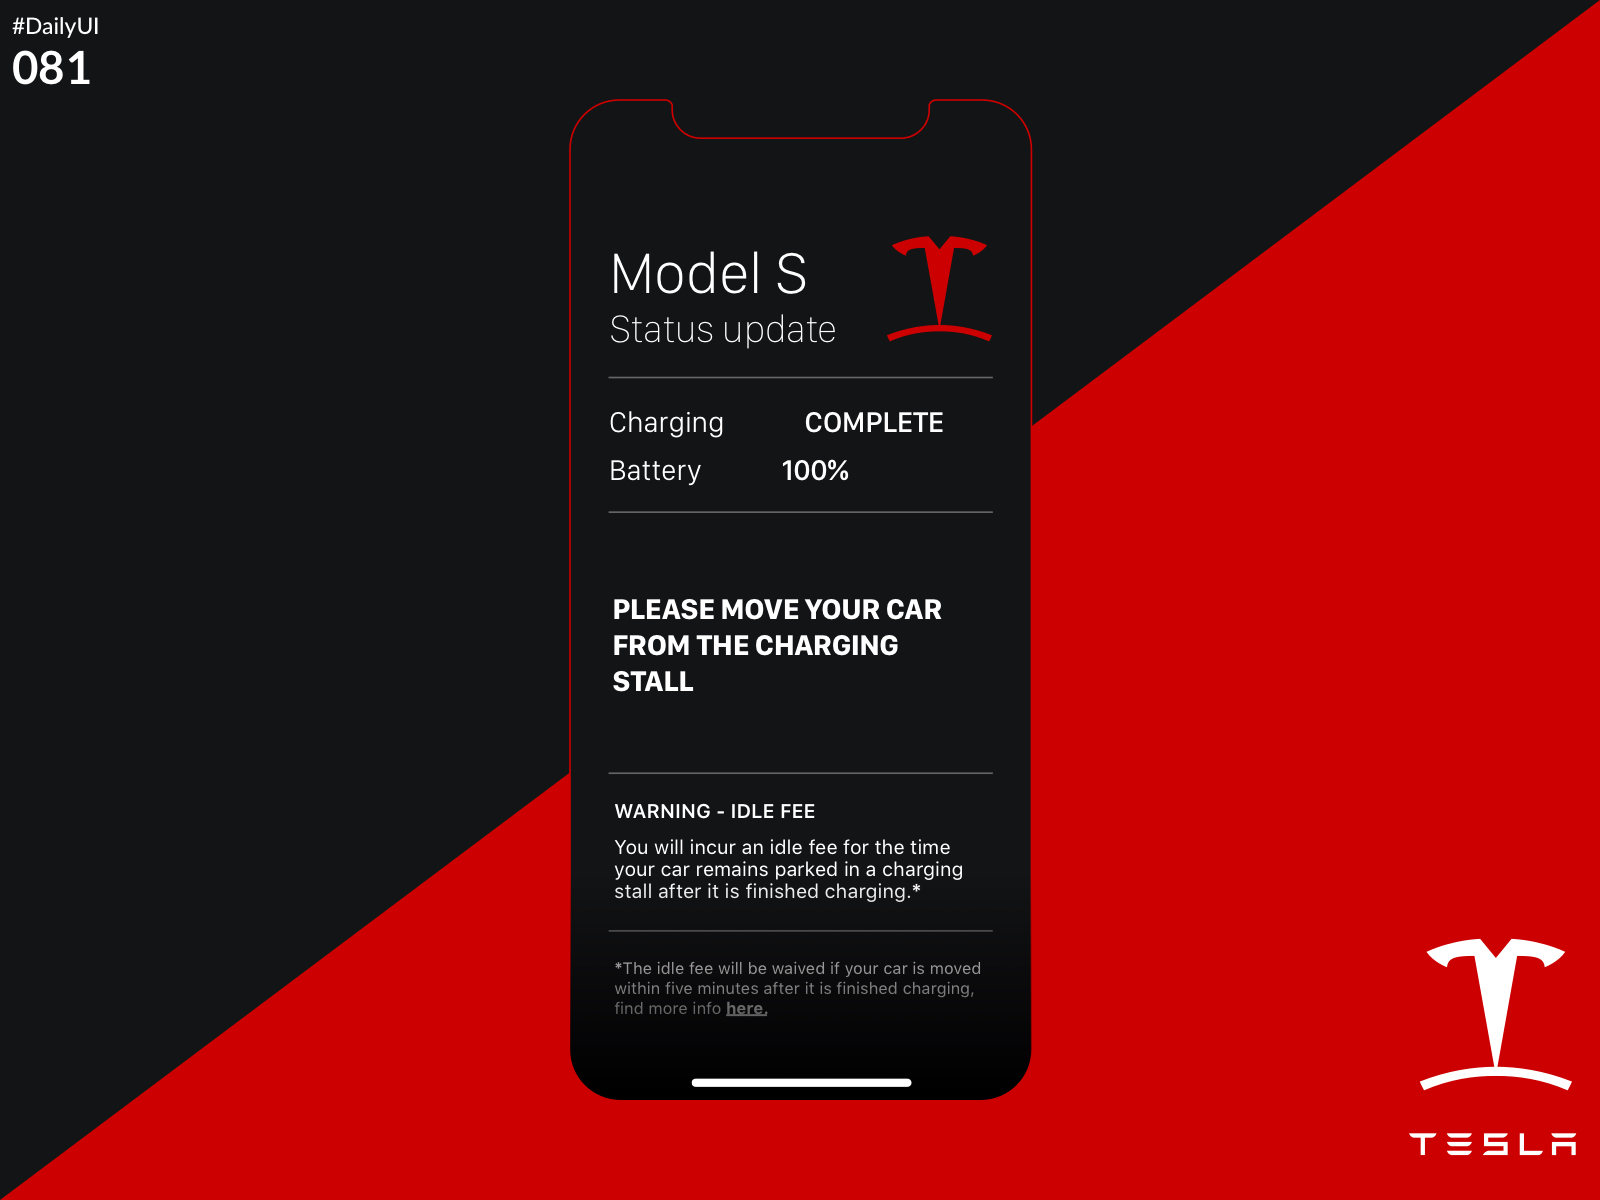 #DailyUI
081
Model S
Status update
Charging COMPLETE
Battery 100%
PLEASE MOVE YOUR CAR
FROM THE CHARGING
STALL
WARNING - IDLE FEE
You will incur an idle fee for the time
your car remains parked in a charging
stall after it is finished charging.*
*The idle fee will be waived if your car is moved
within five minutes after it is finished charging,
find more info here.
TESLA